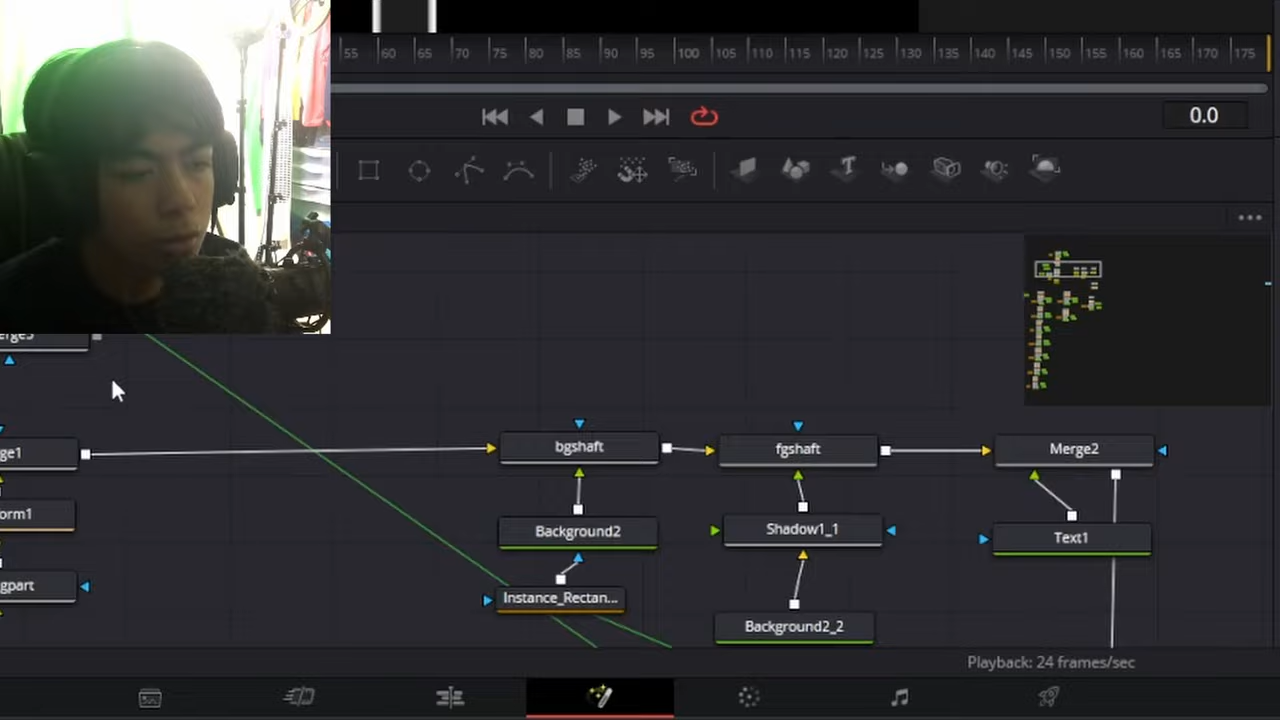 55 60 65 70 75 80 85 90 95 100 105 110 115 120 125 130 135 140 145 150 155 160 165 170 175
0.0
ge1
bgshaft
fgshaft
Merge2
orm1
Background2
Shadow1_1
Text1
gpart
Instance_Rectan...
Background2_2
Playback: 24 frames/sec